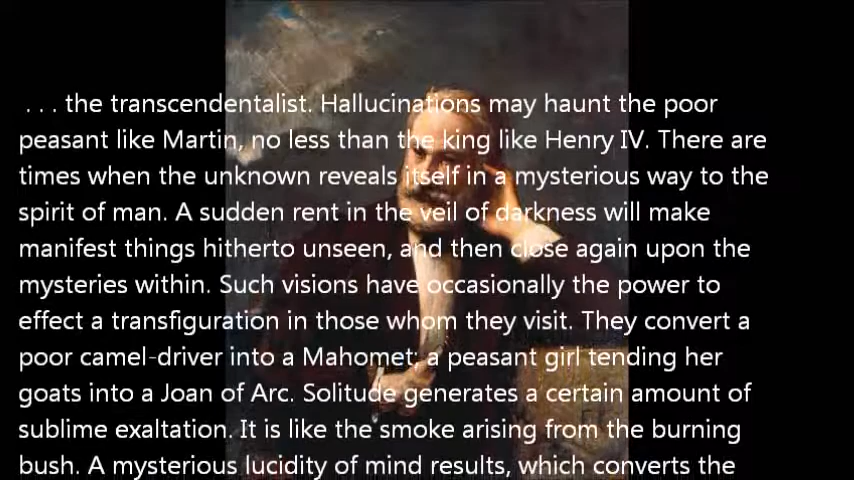 . . . the transcendentalist. Hallucinations may haunt the poor
peasant like Martin, no less than the king like Henry IV. There are
times when the unknown reveals itself in a mysterious way to the
spirit of man. A sudden rent in the veil of darkness will make
manifest things hitherto unseen, and then close again upon the
mysteries within. Such visions have occasionally the power to
effect a transfiguration in those whom they visit. They convert a
poor camel-driver into a Mahomet; a peasant girl tending her
goats into a Joan of Arc. Solitude generates a certain amount of
sublime exaltation. It is like the smoke arising from the burning
bush. A mysterious lucidity of mind results, which converts the